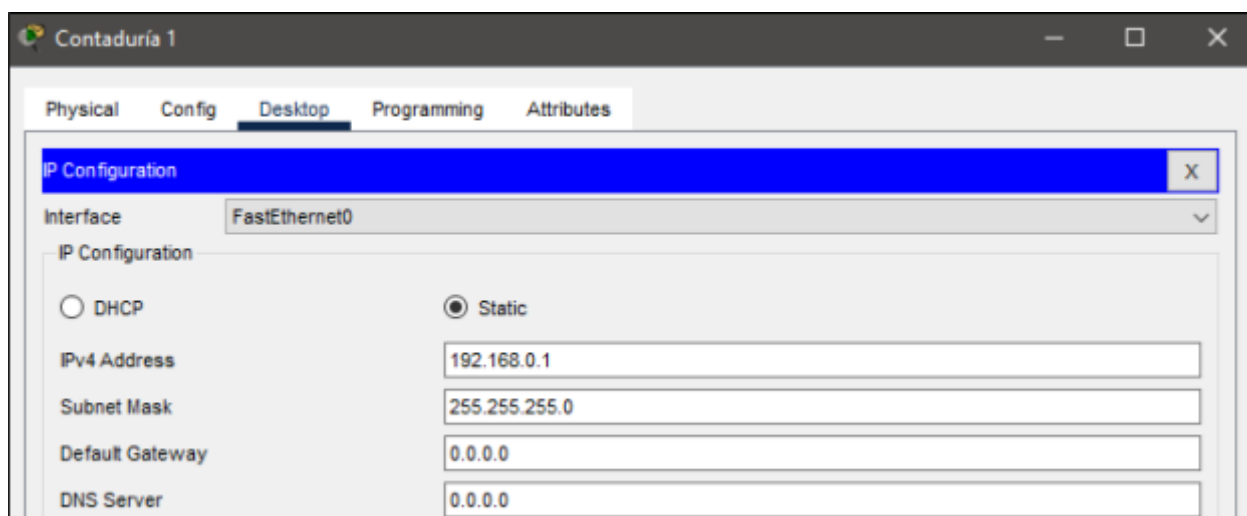 Contaduría 1
Physical Config Desktop Programming Attributes
IP Configuration X
Interface FastEthernet0
IP Configuration
DHCP Static
IPv4 Address 192.168.0.1
Subnet Mask 255.255.255.0
Default Gateway 0.0.0.0
DNS Server 0.0.0.0